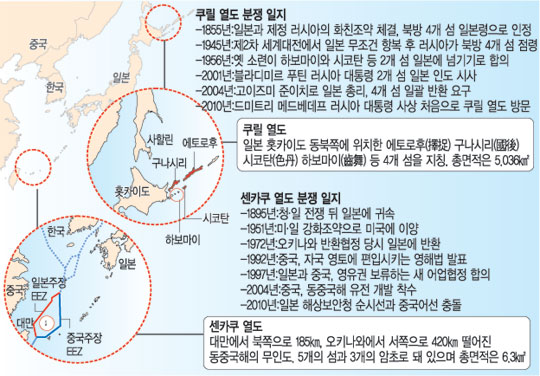 쿠릴 열도 분쟁 일지
-1855년:일본과 제정 러시아의 화친조약 체결, 북방 4개 섬 일본령으로 인정
-1945년:제2차 세계대전에서 일본 무조건 항복 후 러시아가 북방 4개 섬 점령
-1956년:옛 소련이 하보마이와 시코탄 등 2개 섬 일본에 넘기기로 합의
-2001년:블라디미르 푸틴 러시아 대통령 2개 섬 일본 인도 시사
-2004년:고이즈미 준이치로 일본 총리, 4개 섬 일괄 반환 요구
-2010년:드미트리 메드베데프 러시아 대통령 사상 처음으로 쿠릴 열도 방문
중국
한국
일본
사할린
에토로후
구나시리
홋카이도
시코탄
하보마이
쿠릴 열도
일본 홋카이도 동북쪽에 위치한 에토로후(擇捉) 구나시리(國後)
시코탄(色丹) 하보마이(齒舞) 등 4개 섬을 지칭. 총면적은 5,036㎢
센카쿠 열도 분쟁 일지
-1895년:청·일 전쟁 뒤 일본에 귀속
-1951년:미·일 강화조약으로 미국에 이양
-1972년:오키나와 반환협정 당시 일본에 반환
-1992년:중국, 자국 영토에 편입시키는 영해법 발표
-1997년:일본과 중국, 영유권 보류하는 새 어업협정 합의
-2004년:중국, 동중국해 유전 개발 착수
-2010년:일본 해상보안청 순시선과 중국어선 충돌
한국
일본
중국
일본주장
EEZ
대만
중국주장
EEZ
센카쿠 열도
대만에서 북쪽으로 185㎞, 오키나와에서 서쪽으로 420㎞ 떨어진
동중국해의 무인도. 5개의 섬과 3개의 암초로 돼 있으며 총면적은 6.3㎢